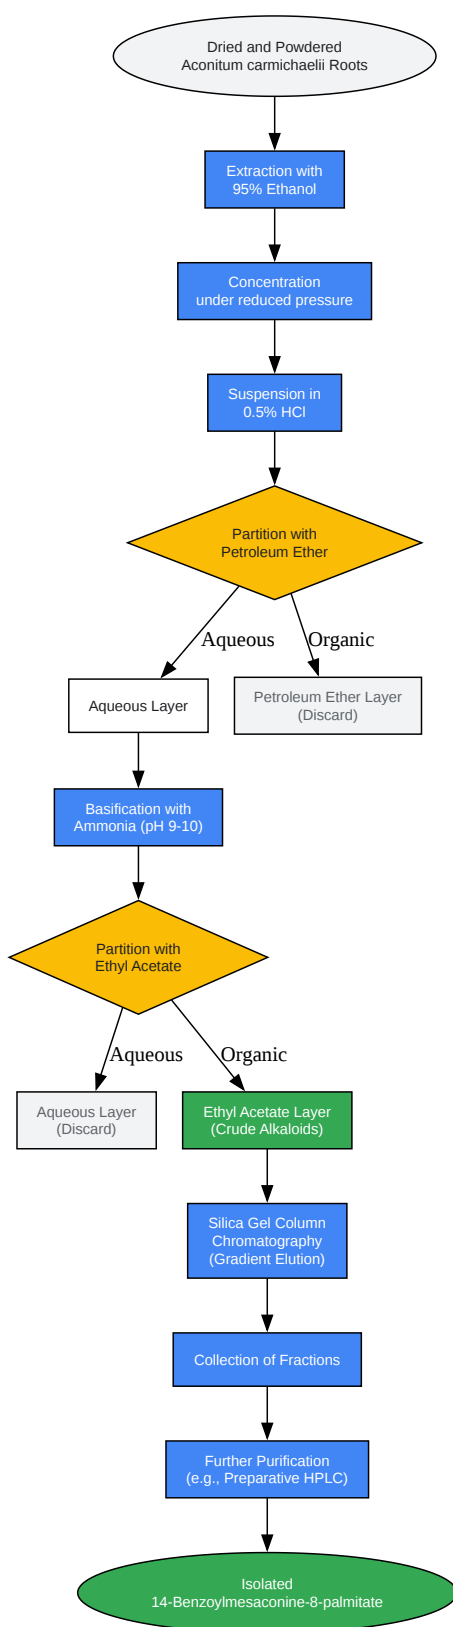 Dried and Powdered
Aconitum carmichaelii Roots
Extraction with
95% Ethanol
Concentration
under reduced pressure
Suspension in
0.5% HCl
Partition with
Petroleum Ether
Aqueous
Organic
Aqueous Layer
Petroleum Ether Layer
(Discard)
Basification with
Ammonia (pH 9-10)
Partition with
Ethyl Acetate
Aqueous
Organic
Aqueous Layer
(Discard)
Ethyl Acetate Layer
(Crude Alkaloids)
Silica Gel Column
Chromatography
(Gradient Elution)
Collection of Fractions
Further Purification
(e.g., Preparative HPLC)
Isolated
14-Benzoylmesaconine-8-palmitate